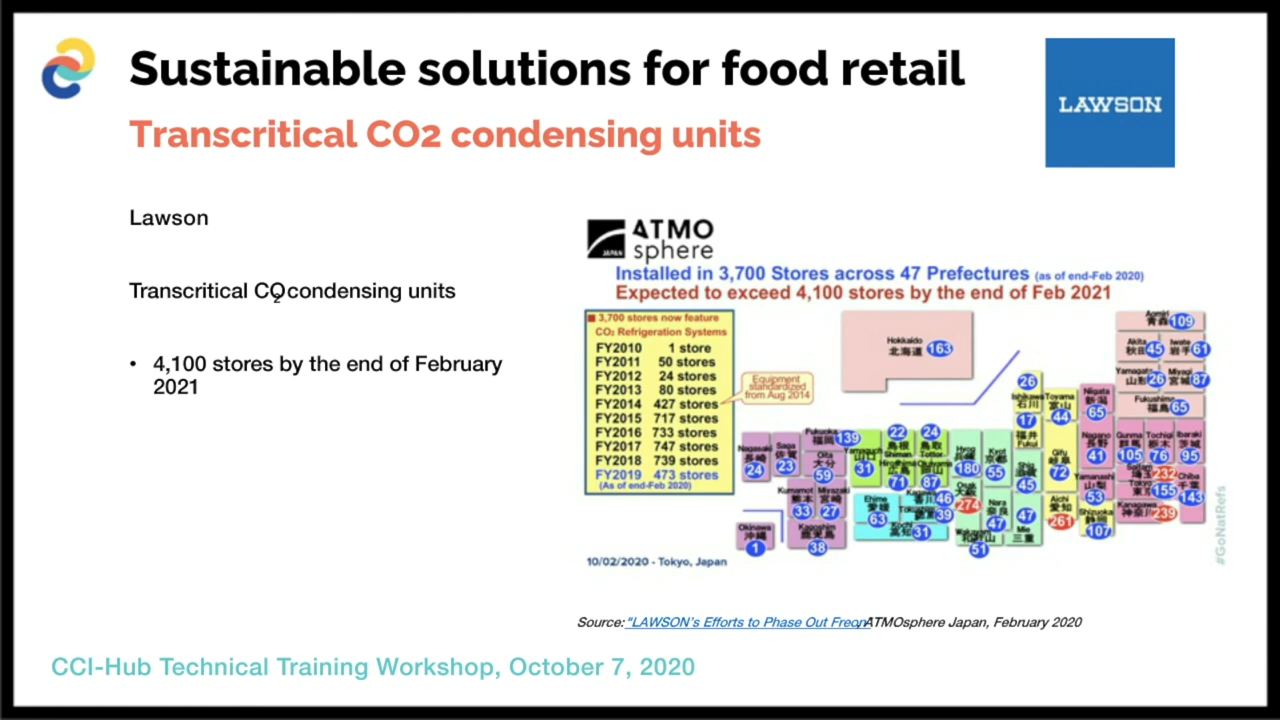 Sustainable solutions for food retail
Transcritical CO2 condensing units
LAWSON
Lawson
Transcritical CO2 condensing units
• 4,100 stores by the end of February
2021
ATMO
sphere
JAPAN
Installed in 3,700 Stores across 47 Prefectures (as of end-Feb 2020)
Expected to exceed 4,100 stores by the end of Feb 2021
■ 3,700 stores now feature
CO₂ Refrigeration Systems
FY2010 1 store
FY2011 50 stores
FY2012 24 stores
FY2013 80 stores
FY2014 427 stores
FY2015 717 stores
FY2016 733 stores
FY2017 747 stores
FY2018 739 stores
FY2019 473 stores
(As of end-Feb 2020)
Equipment
standardized
from Aug 2014
Hokkaido
北海道 163
Aomori
青森 109
Akita
秋田 45
Iwate
岩手 61
Yamagata
山形 26
Miyagi
宮城 87
Fukushima
福島 65
Niigata
新潟
65
26
Ishikawa
石川
Toyama
富山
44
17
福井
Fukui
Nagano
長野
41
Gunma
群馬
105
Tochigi
栃木
76
Ibaraki
茨城
95
Gifu
岐阜
72
Yamanashi
山梨
53
埼玉 232
Tokyo
東京 155
Chiba
千葉
143
Kanagawa
神奈川 239
Shizuoka
静岡
107
Aichi
愛知
261
Shiga
滋賀
45
47
Mie
三重
Kyot
京都
55
Hyog
兵庫
180
Osak
大阪
274
Nara
奈良
47
和歌山
51
24
鳥取
Tottor
22
島根
Shiman
Hiroshima
広島
71
Okayama
岡山
87
Yamaguch
山口
31
Kagawa
香川 46
39
Ehime
愛媛
63
Kochi
高知 31
Fukuoka
福岡 139
Saga
佐賀
23
Nagasaki
長崎
24
Oita
大分
59
Kumamot
熊本
33
Miyazaki
宮崎
27
Kagoshim
鹿児島
38
Okinawa
沖縄
1
10/02/2020 - Tokyo, Japan
#GoNatRefs
Source: "LAWSON's Efforts to Phase Out Freon" ATMOsphere Japan, February 2020
CCI-Hub Technical Training Workshop, October 7, 2020